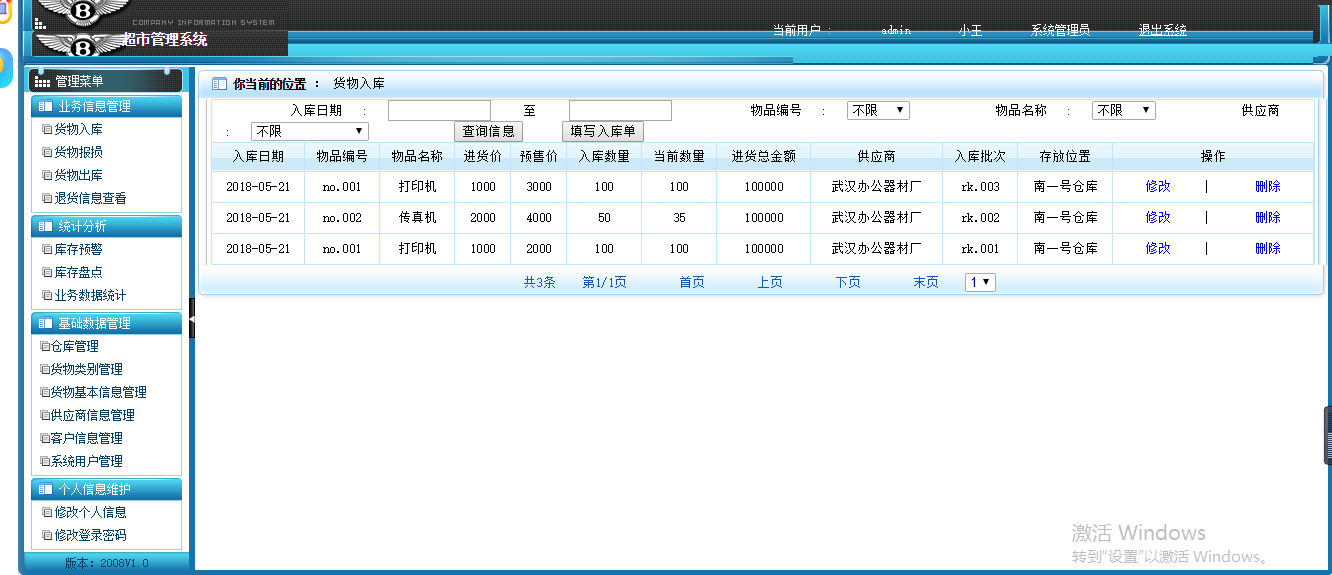 8
COMPANY INFORMATION SYSTEM
8 超市管理系统
当前用户： admin 小王 系统管理员 退出系统
管理菜单
业务信息管理
货物入库
货物报损
货物出库
退货信息查看
统计分析
库存预警
库存盘点
业务数据统计
基础数据管理
仓库管理
货物类别管理
货物基本信息管理
供应商信息管理
客户信息管理
系统用户管理
个人信息维护
修改个人信息
修改登录密码
版本：2008V1.0
你当前的位置 ： 货物入库
入库日期 ： 至 物品编号 ： 不限 物品名称 ： 不限 供应商
： 不限 查询信息 填写入库单
入库日期 物品编号 物品名称 进货价 预售价 入库数量 当前数量 进货总金额 供应商 入库批次 存放位置 操作
2018-05-21 no.001 打印机 1000 3000 100 100 100000 武汉办公器材厂 rk.003 南一号仓库 修改 | 删除
2018-05-21 no.002 传真机 2000 4000 50 35 100000 武汉办公器材厂 rk.002 南一号仓库 修改 | 删除
2018-05-21 no.001 打印机 1000 2000 100 100 100000 武汉办公器材厂 rk.001 南一号仓库 修改 | 删除
共3条 第1/1页 首页 上页 下页 末页 1
激活 Windows
转到"设置"以激活 Windows。